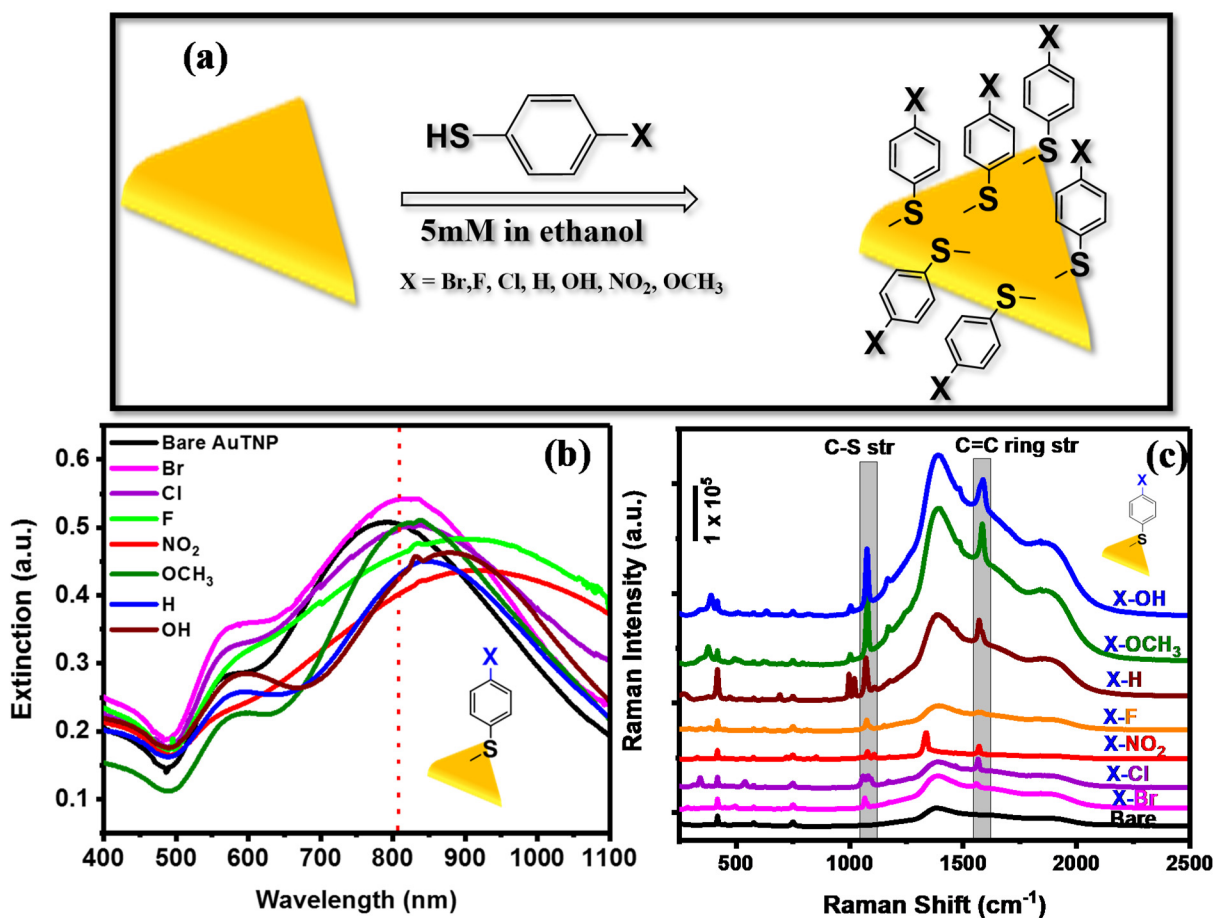 (a)
HS
X
5mM in ethanol
X = Br,F, Cl, H, OH, NO₂, OCH₃
X
X
X
X
S
S
S
S
S
S
X
X
(b)
Bare AuTNP
Br
Cl
F
NO₂
OCH₃
H
OH
0.6
0.5
0.4
0.3
0.2
0.1
Extinction (a.u.)
400 500 600 700 800 900 1000 1100
Wavelength (nm)
X
S
C-S str
C=C ring str
(c)
1 x 10⁵
X
S
X-OH
X-OCH₃
X-H
X-F
X-NO₂
X-Cl
X-Br
Bare
Raman Intensity (a.u.)
500 1000 1500 2000 2500
Raman Shift (cm⁻¹)